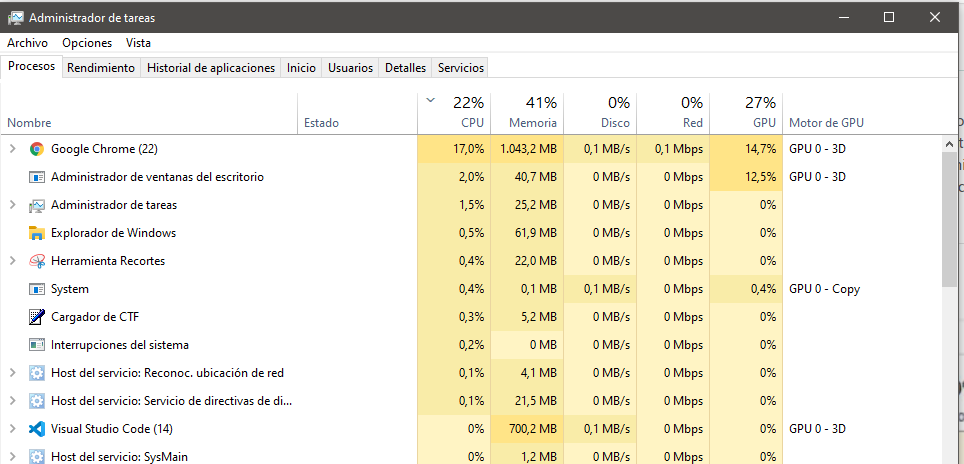 Administrador de tareas
Archivo Opciones Vista
Procesos Rendimiento Historial de aplicaciones Inicio Usuarios Detalles Servicios
22% 41% 0% 0% 27%
Nombre Estado CPU Memoria Disco Red GPU Motor de GPU
Google Chrome (22) 17,0% 1.043,2 MB 0,1 MB/s 0,1 Mbps 14,7% GPU 0 - 3D
Administrador de ventanas del escritorio 2,0% 40,7 MB 0 MB/s 0 Mbps 12,5% GPU 0 - 3D
Administrador de tareas 1,5% 25,2 MB 0 MB/s 0 Mbps 0%
Explorador de Windows 0,5% 61,9 MB 0 MB/s 0 Mbps 0%
Herramienta Recortes 0,4% 22,0 MB 0 MB/s 0 Mbps 0%
System 0,4% 0,1 MB 0,1 MB/s 0 Mbps 0,4% GPU 0 - Copy
Cargador de CTF 0,3% 5,2 MB 0 MB/s 0 Mbps 0%
Interrupciones del sistema 0,2% 0 MB 0 MB/s 0 Mbps 0%
Host del servicio: Reconoc. ubicación de red 0,1% 4,1 MB 0 MB/s 0 Mbps 0%
Host del servicio: Servicio de directivas de di... 0,1% 21,5 MB 0 MB/s 0 Mbps 0%
Visual Studio Code (14) 0% 700,2 MB 0,1 MB/s 0 Mbps 0% GPU 0 - 3D
Host del servicio: SysMain 0% 1,2 MB 0 MB/s 0 Mbps 0%